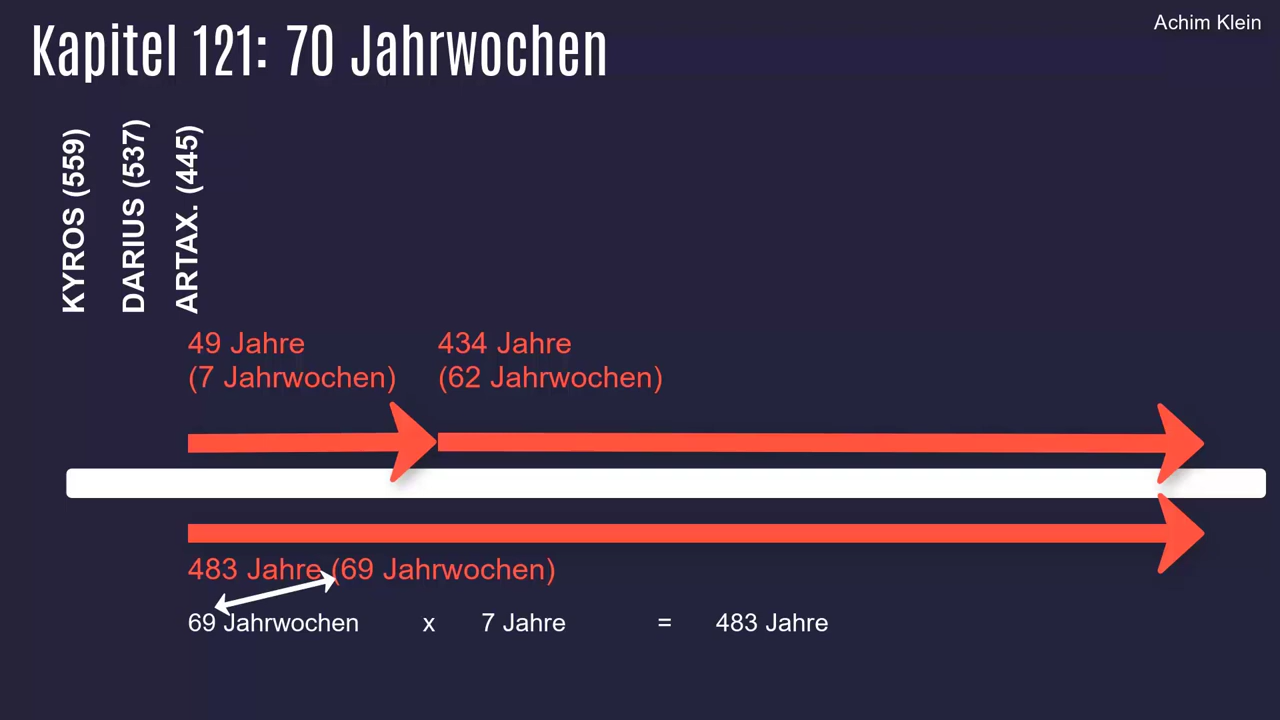 Achim Klein
Kapitel 121: 70 Jahrwochen
KYROS (559)
DARIUS (537)
ARTAX. (445)
49 Jahre
(7 Jahrwochen)
434 Jahre
(62 Jahrwochen)
483 Jahre (69 Jahrwochen)
69 Jahrwochen x 7 Jahre = 483 Jahre